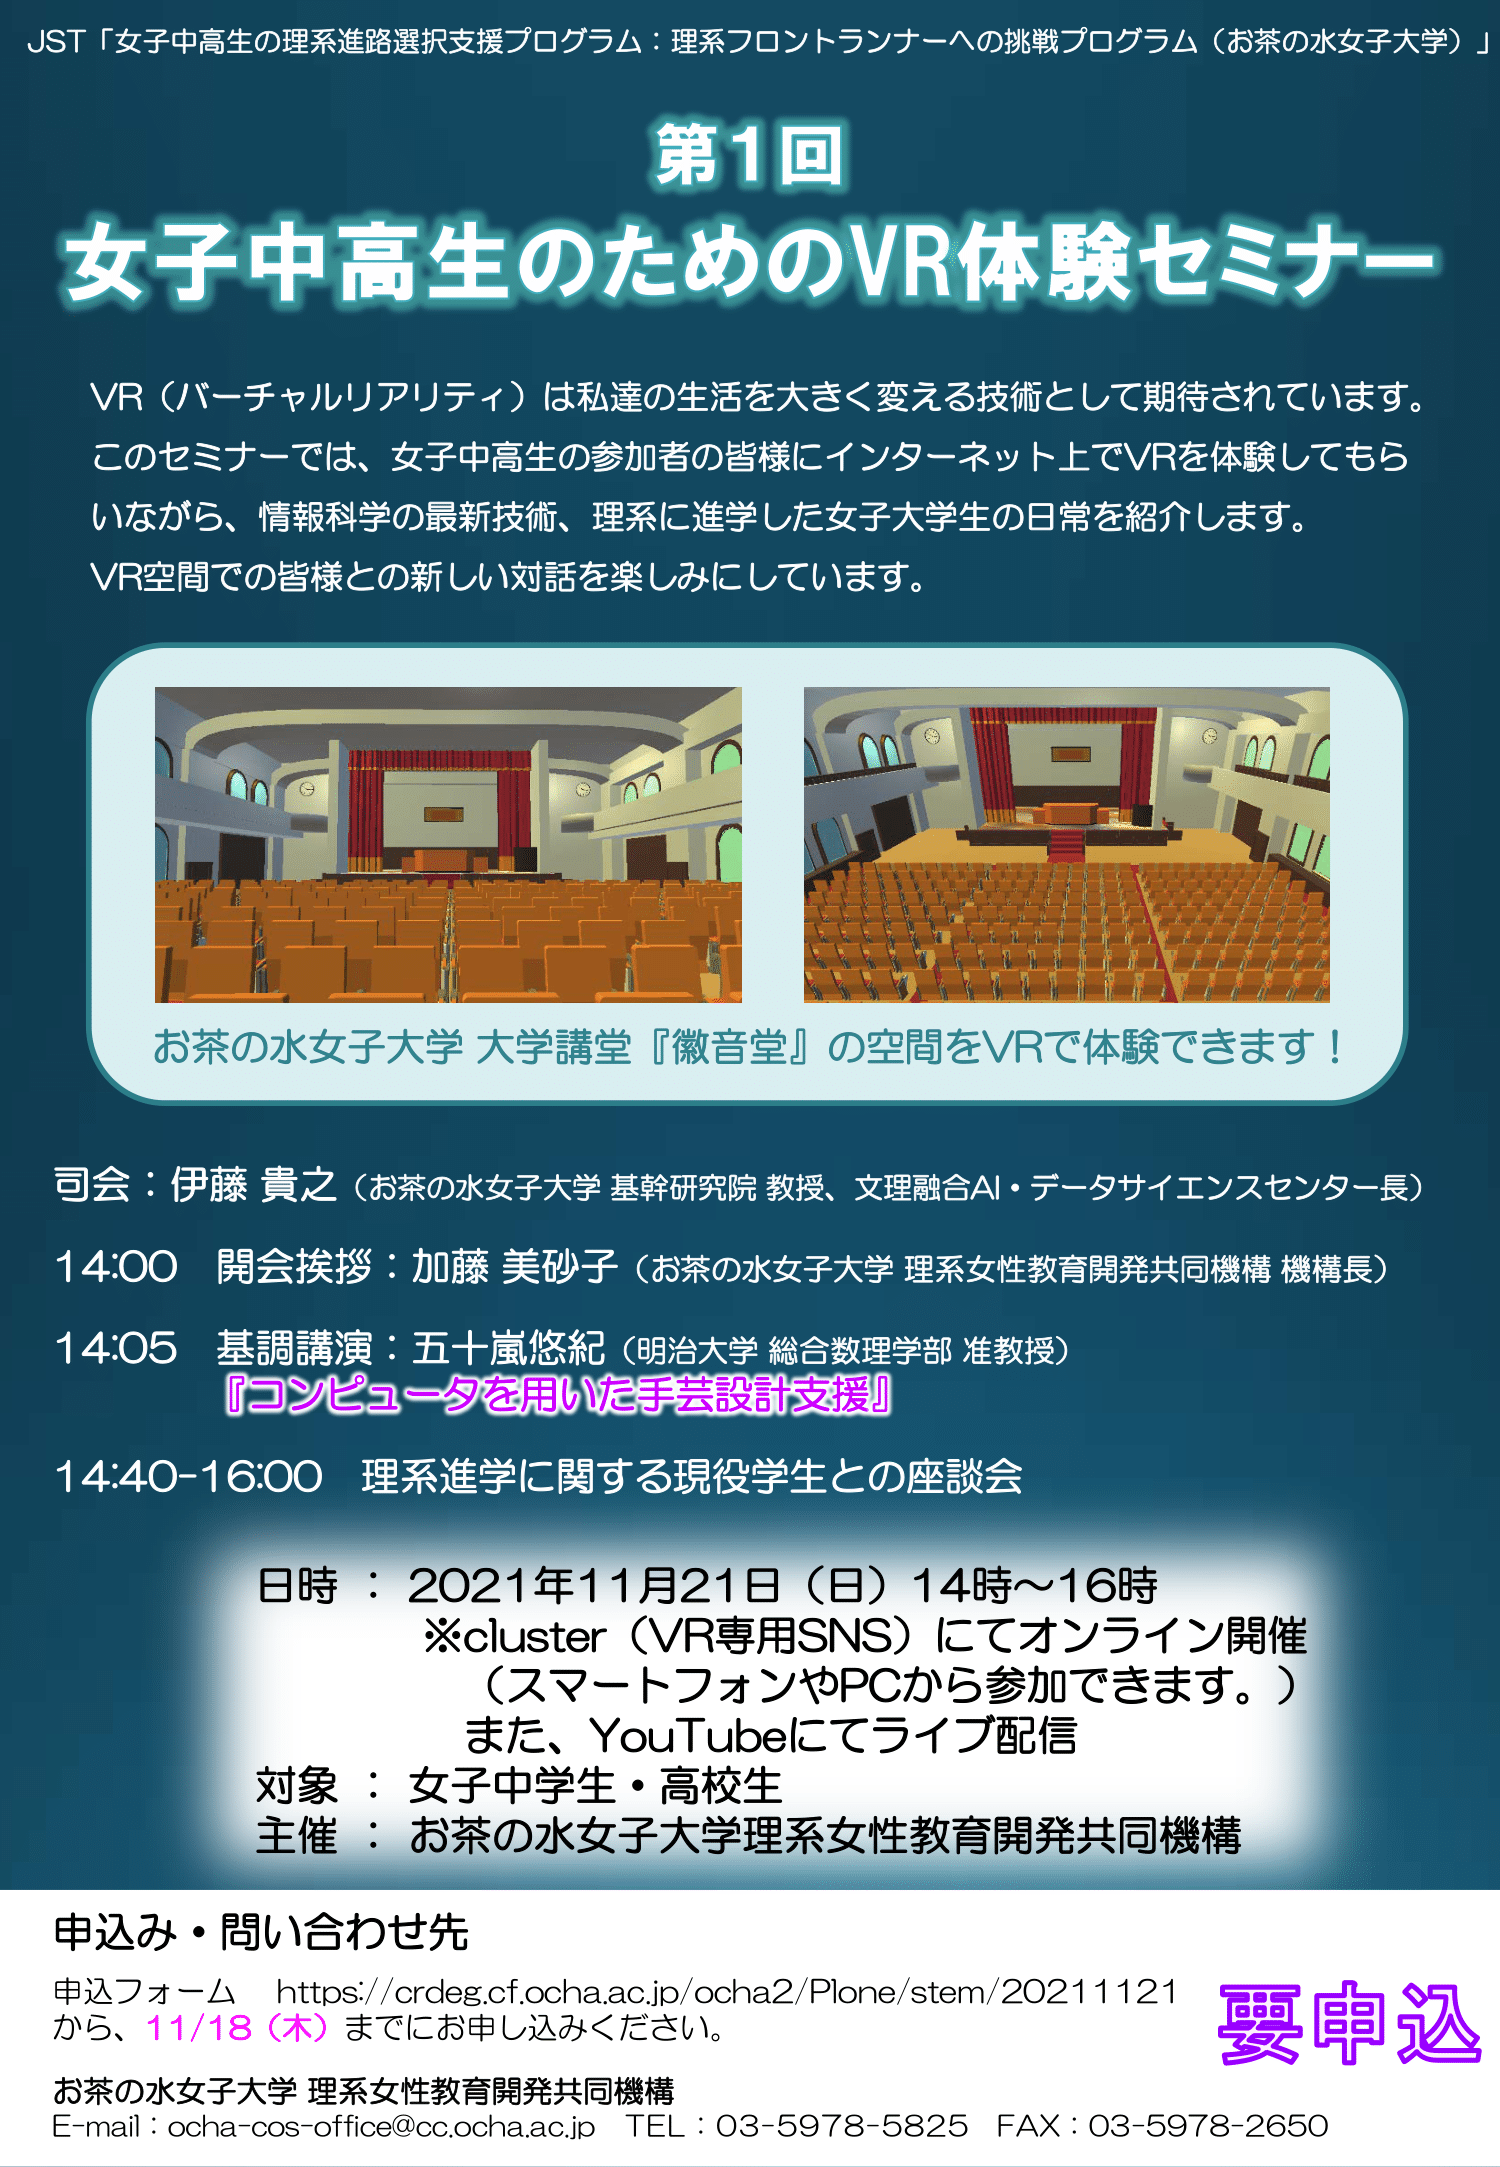 JST「女子中高生の理系進路選択支援プログラム：理系フロントランナーへの挑戦プログラム（お茶の水女子大学）」
第1回
女子中高生のためのVR体験セミナー
VR（バーチャルリアリティ）は私達の生活を大きく変える技術として期待されています。
このセミナーでは、女子中高生の参加者の皆様にインターネット上でVRを体験してもら
いながら、情報科学の最新技術、理系に進学した女子大学生の日常を紹介します。
VR空間での皆様との新しい対話を楽しみにしています。
お茶の水女子大学 大学講堂『徽音堂』の空間をVRで体験できます！
司会：伊藤 貴之（お茶の水女子大学 基幹研究院 教授、文理融合AI・データサイエンスセンター長）
14:00　開会挨拶：加藤 美砂子（お茶の水女子大学 理系女性教育開発共同機構 機構長）
14:05　基調講演：五十嵐悠紀（明治大学 総合数理学部 准教授）
『コンピュータを用いた手芸設計支援』
14:40-16:00　理系進学に関する現役学生との座談会
日時 ： 2021年11月21日（日）14時～16時
※cluster（VR専用SNS）にてオンライン開催
（スマートフォンやPCから参加できます。）
また、YouTubeにてライブ配信
対象 ： 女子中学生・高校生
主催 ： お茶の水女子大学理系女性教育開発共同機構
申込み・問い合わせ先
申込フォーム　https://crdeg.cf.ocha.ac.jp/ocha2/Plone/stem/20211121
から、11/18（木）までにお申し込みください。
要申込
お茶の水女子大学 理系女性教育開発共同機構
E-mail：ocha-cos-office@cc.ocha.ac.jp　TEL：03-5978-5825　FAX：03-5978-2650